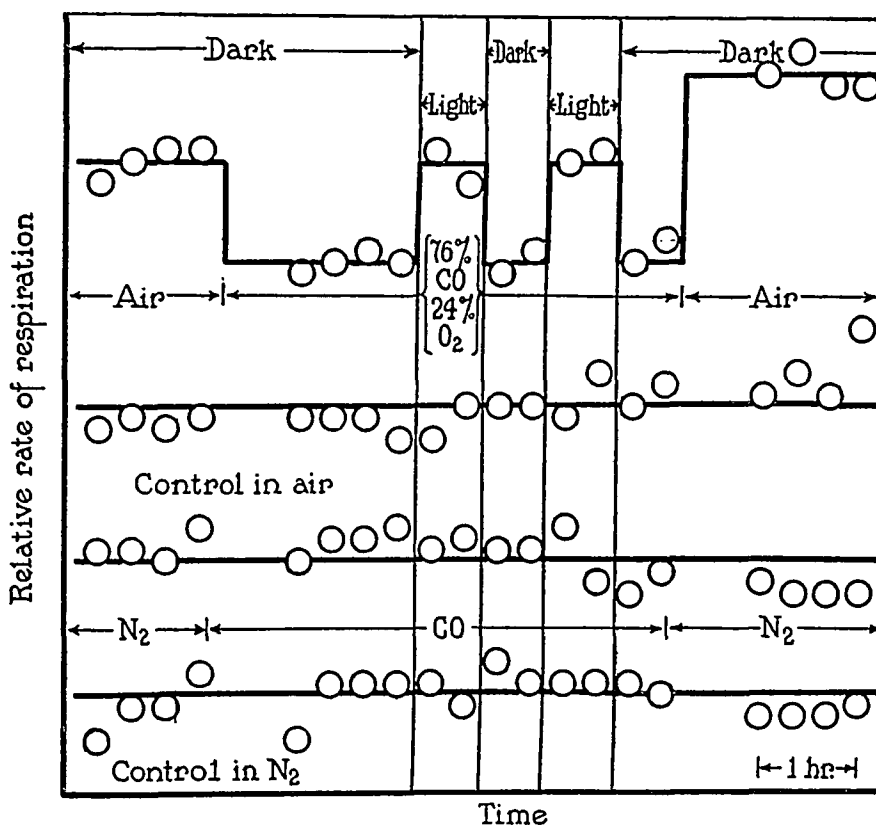 Dark
Dark
Dark
Light
Light
76%
CO
24%
O₂
Air
Air
Control in air
N₂
CO
N₂
Control in N₂
1 hr.
Time
Relative rate of respiration